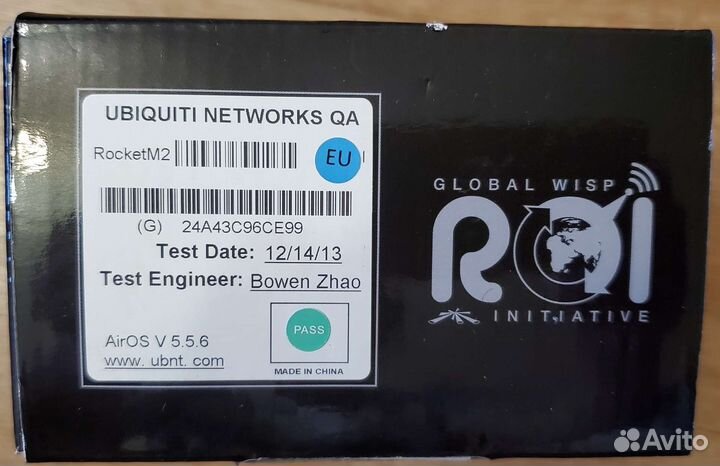 UBIQUITI NETWORKS QA
RocketM2
EU
(G) 24A43C96CE99
Test Date: 12/14/13
Test Engineer: Bowen Zhao
PASS
AirOS V 5.5.6
www. ubnt. com
MADE IN CHINA
GLOBAL WISP
ROI
INITIATIVE
Avito